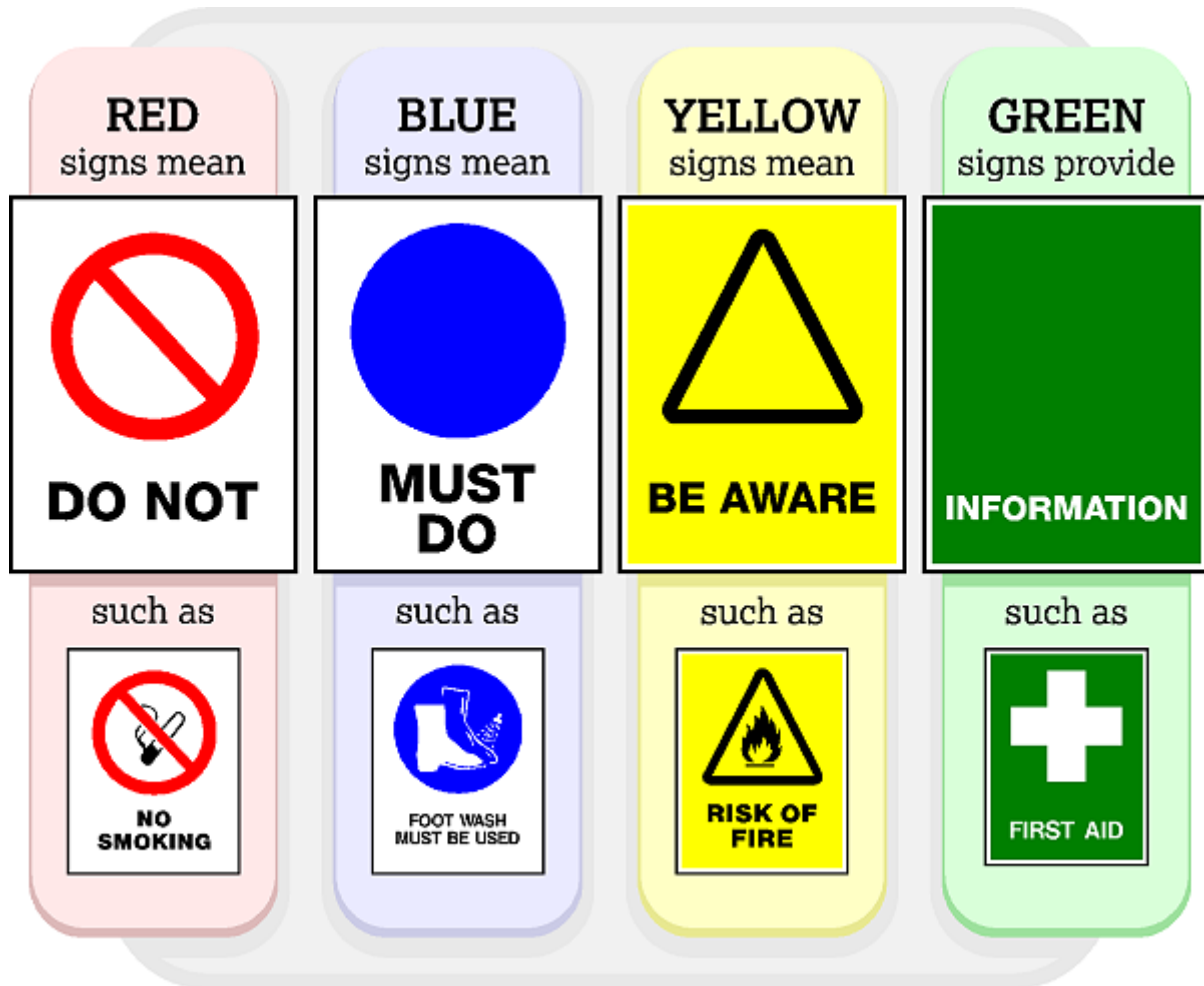 RED
signs mean
DO NOT
such as
NO
SMOKING
BLUE
signs mean
MUST
DO
such as
FOOT WASH
MUST BE USED
YELLOW
signs mean
BE AWARE
such as
RISK OF
FIRE
GREEN
signs provide
INFORMATION
such as
FIRST AID